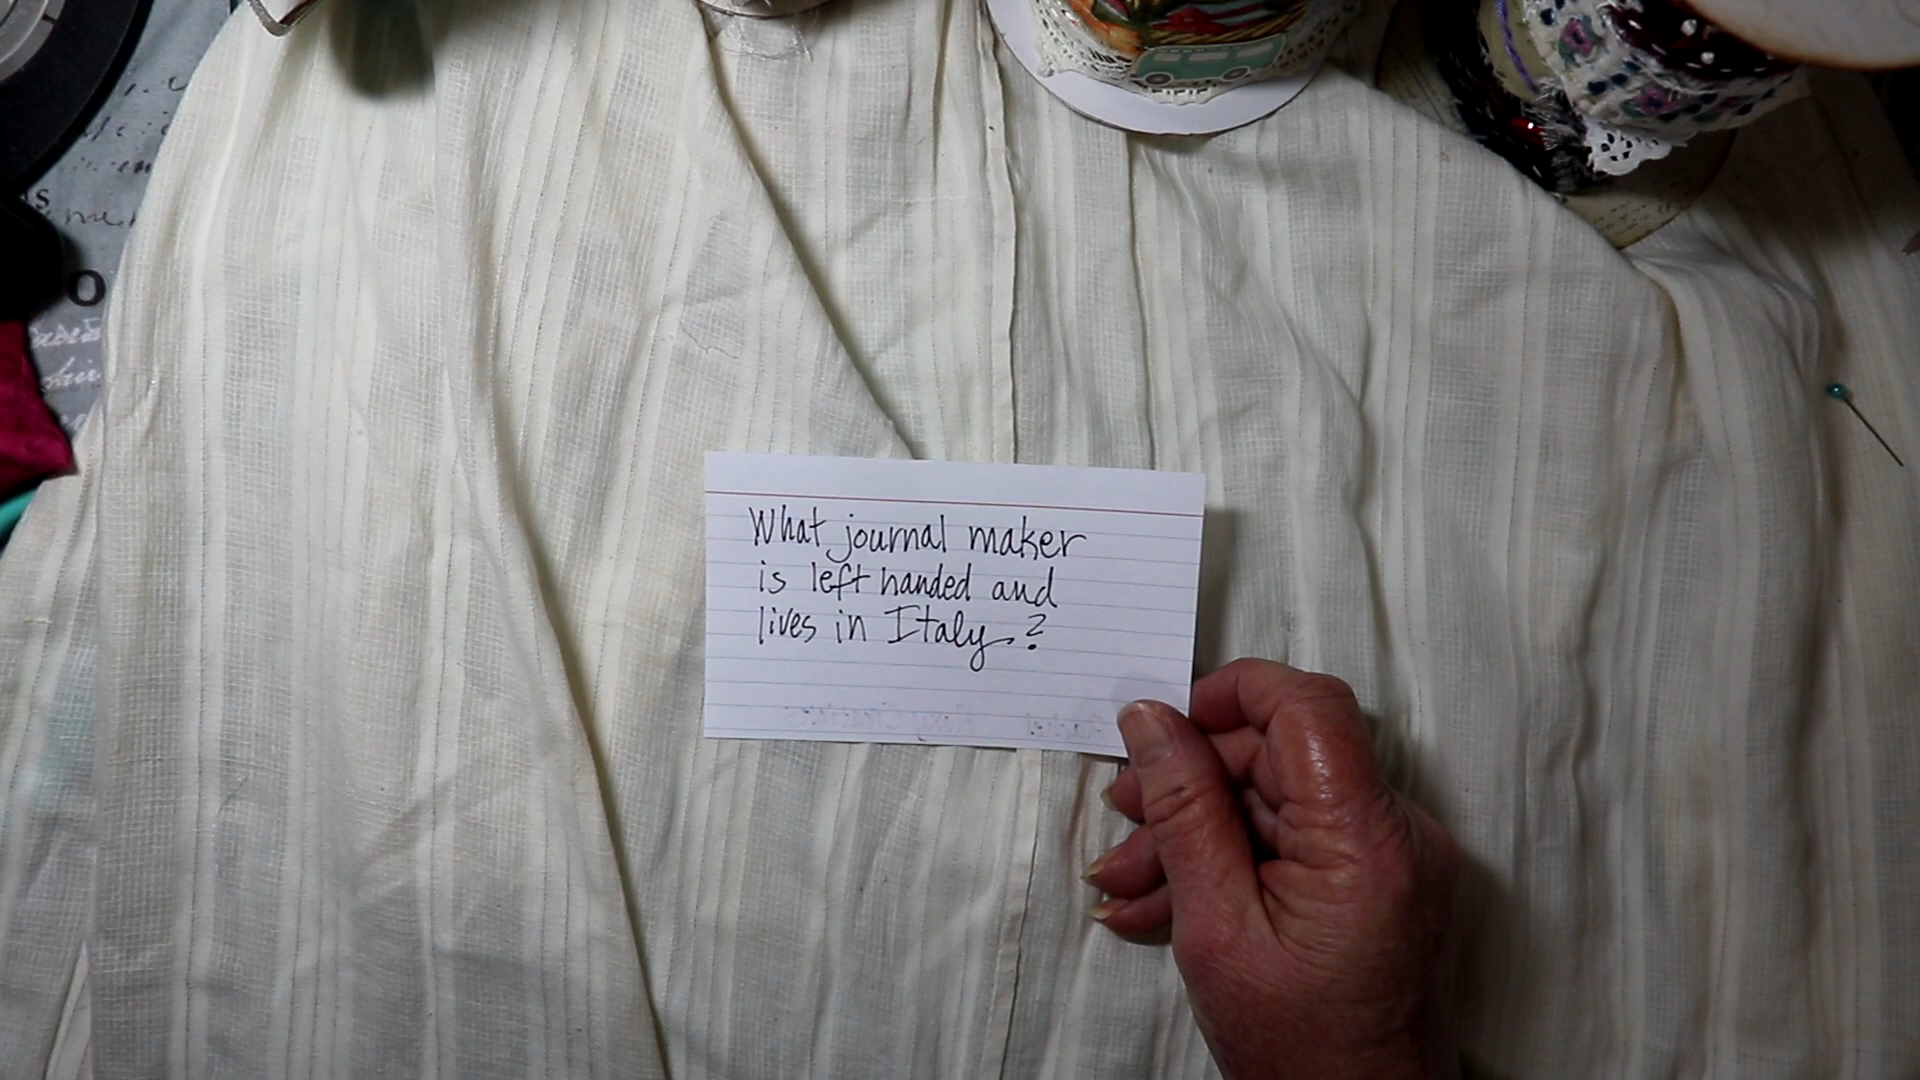 What journal maker
is left handed and
lives in Italy?